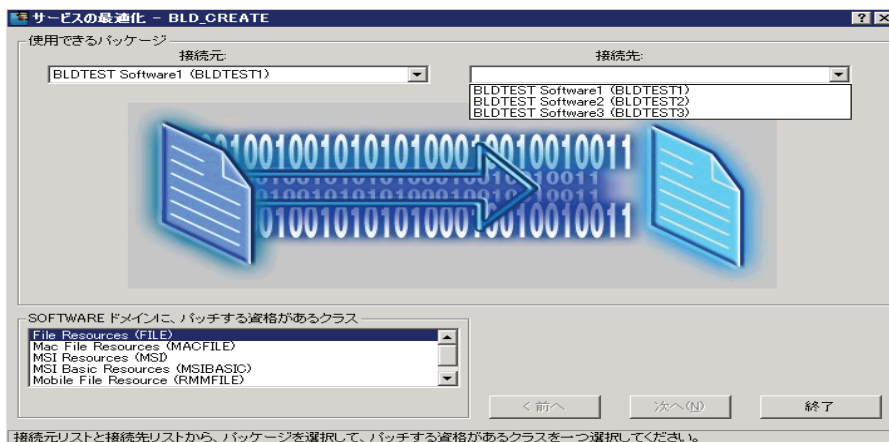 サービスの最適化 - BLD_CREATE
使用できるパッケージ
接続元:
接続先:
BLDTEST Software1 (BLDTEST1)
BLDTEST Software1 (BLDTEST1)
BLDTEST Software2 (BLDTEST2)
BLDTEST Software3 (BLDTEST3)
SOFTWARE ドメインに、パッチする資格があるクラス
File Resources (FILE)
Mac File Resources (MACFILE)
MSI Resources (MSI)
MSI Basic Resources (MSIBASIC)
Mobile File Resource (RMMFILE)
< 前へ
次へ(N)
終了
接続元リストと接続先リストから、パッケージを選択して、パッチする資格があるクラスを一つ選択してください。